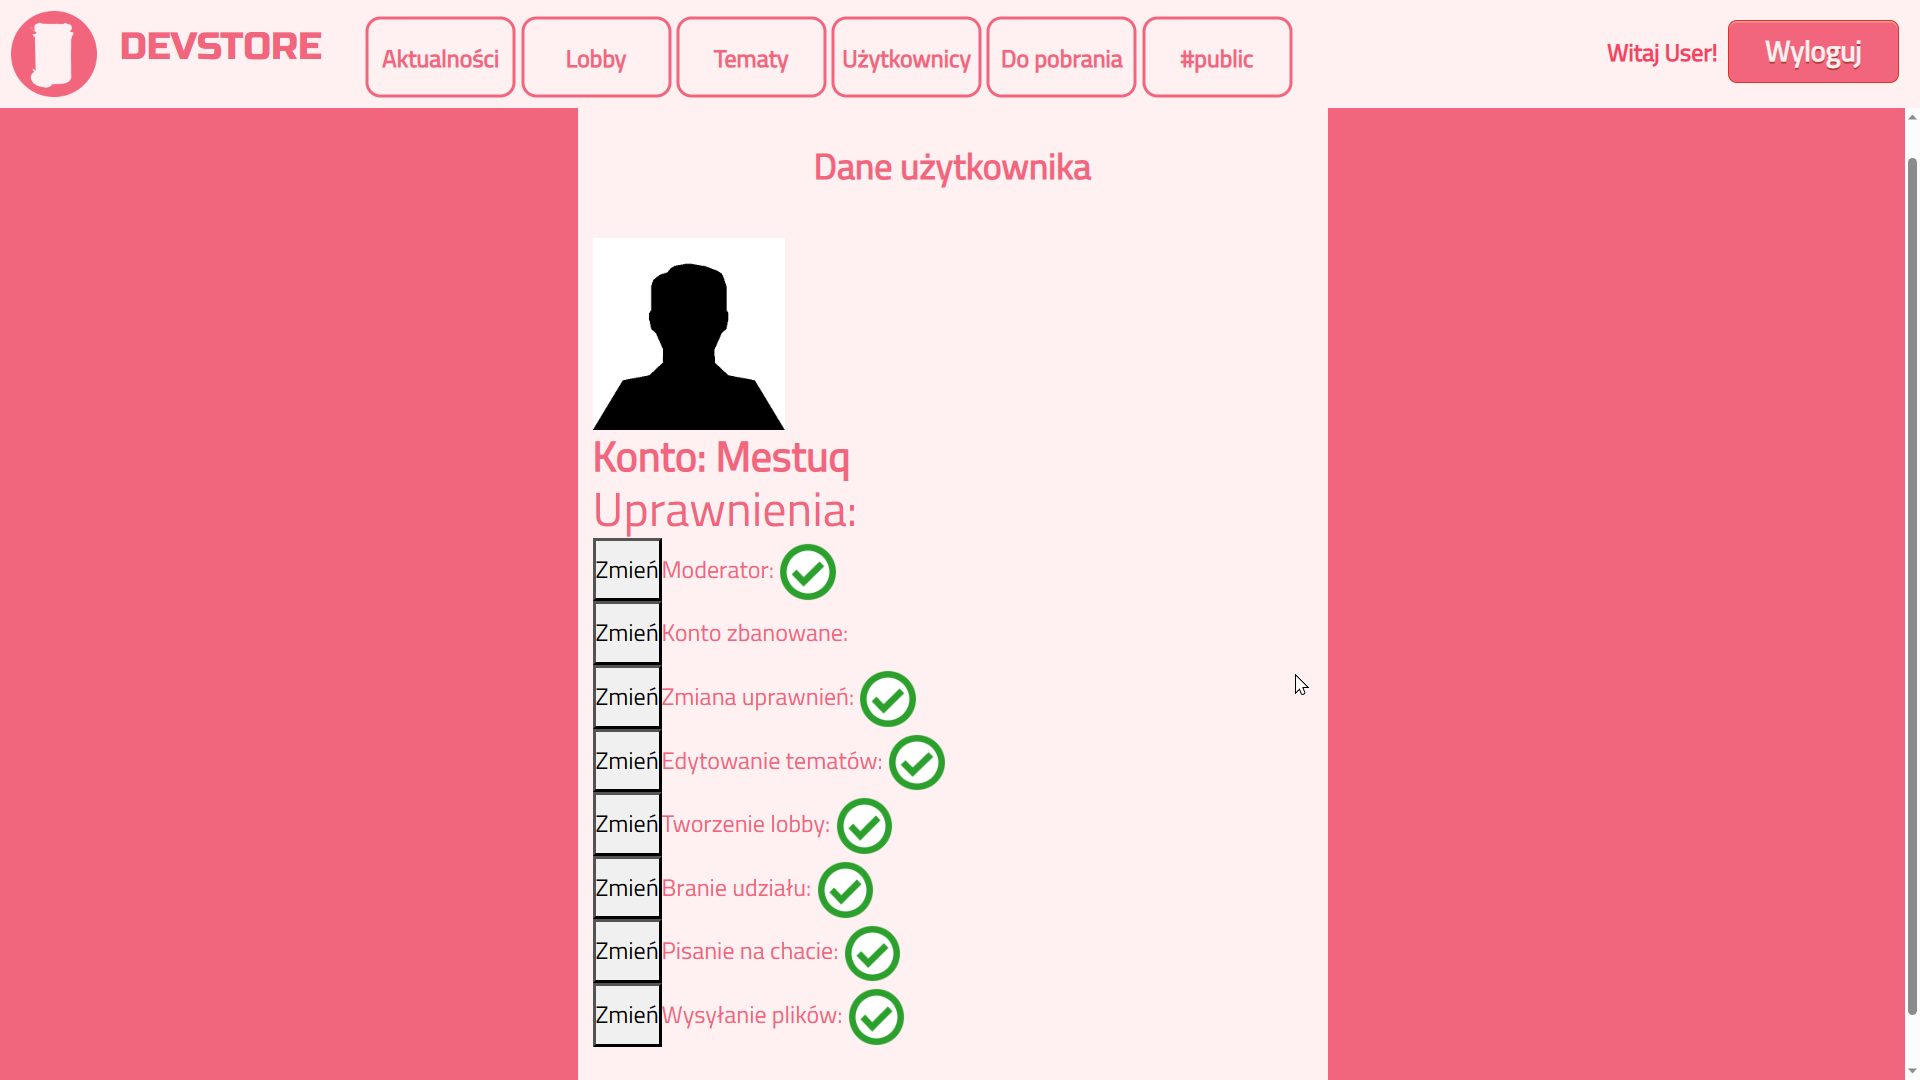 DEVSTORE
Aktualności
Lobby
Tematy
Użytkownicy
Do pobrania
#public
Witaj User!
Wyloguj
Dane użytkownika
Konto: Mestuq
Uprawnienia:
Zmień Moderator:
Zmień Konto zbanowane:
Zmień Zmiana uprawnień:
Zmień Edytowanie tematów:
Zmień Tworzenie lobby:
Zmień Branie udziału:
Zmień Pisanie na chacie:
Zmień Wysyłanie plików: